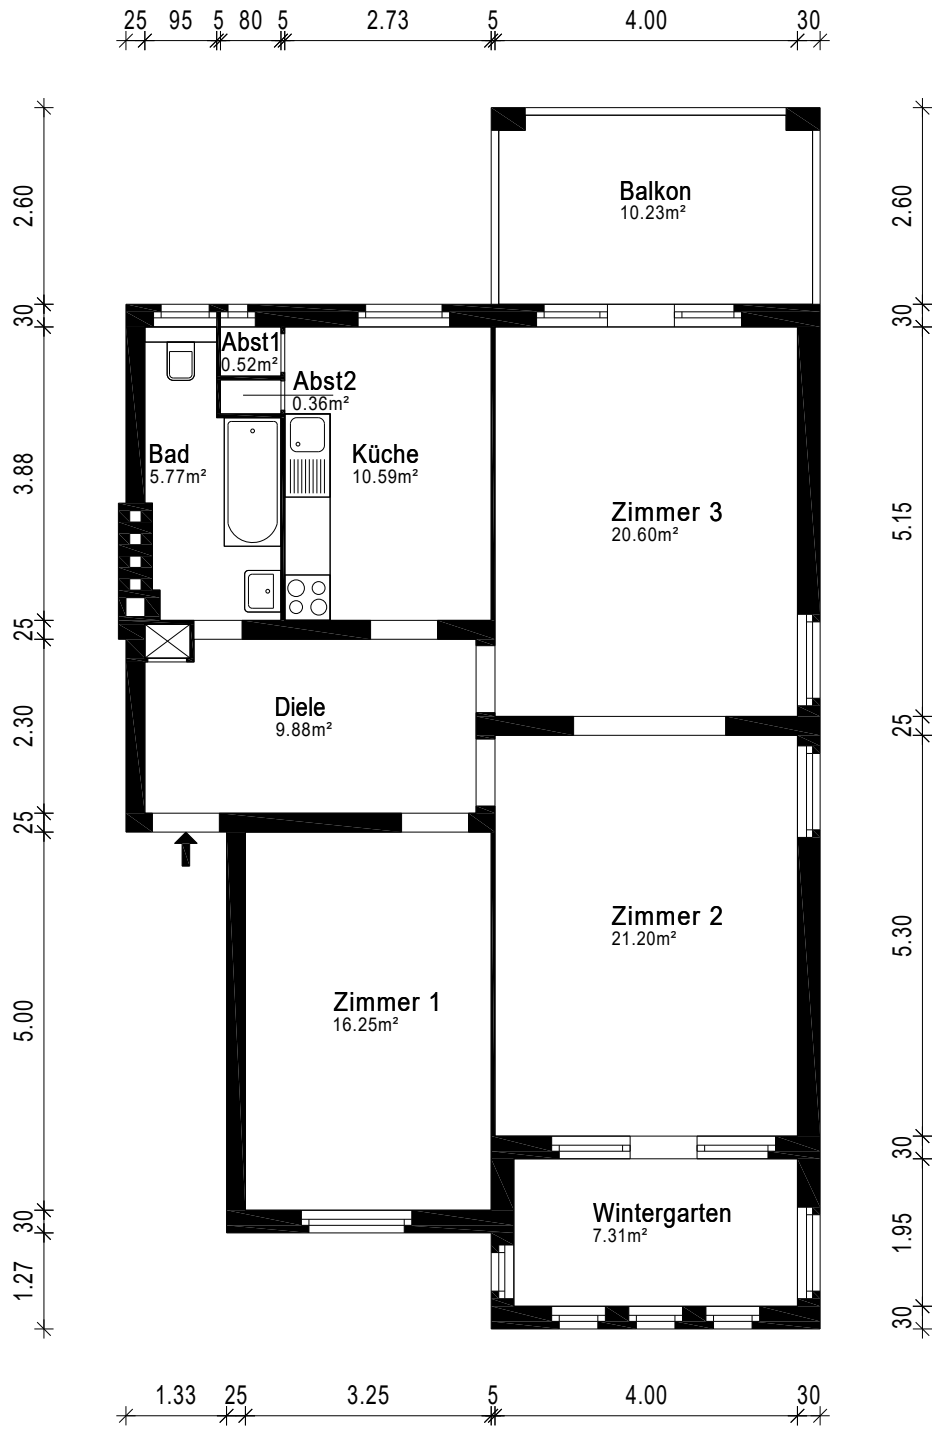 25 95 5 80 5 2.73 5 4.00 30
2.60
30
3.88
25
2.30
25
5.00
30
1.27
Balkon
10.23m²
Abst1
0.52m²
Abst2
0.36m²
Bad
5.77m²
Küche
10.59m²
Zimmer 3
20.60m²
Diele
9.88m²
Zimmer 2
21.20m²
Zimmer 1
16.25m²
Wintergarten
7.31m²
2.60
30
5.15
25
5.30
30
1.95
30
1.33 25 3.25 5 4.00 30